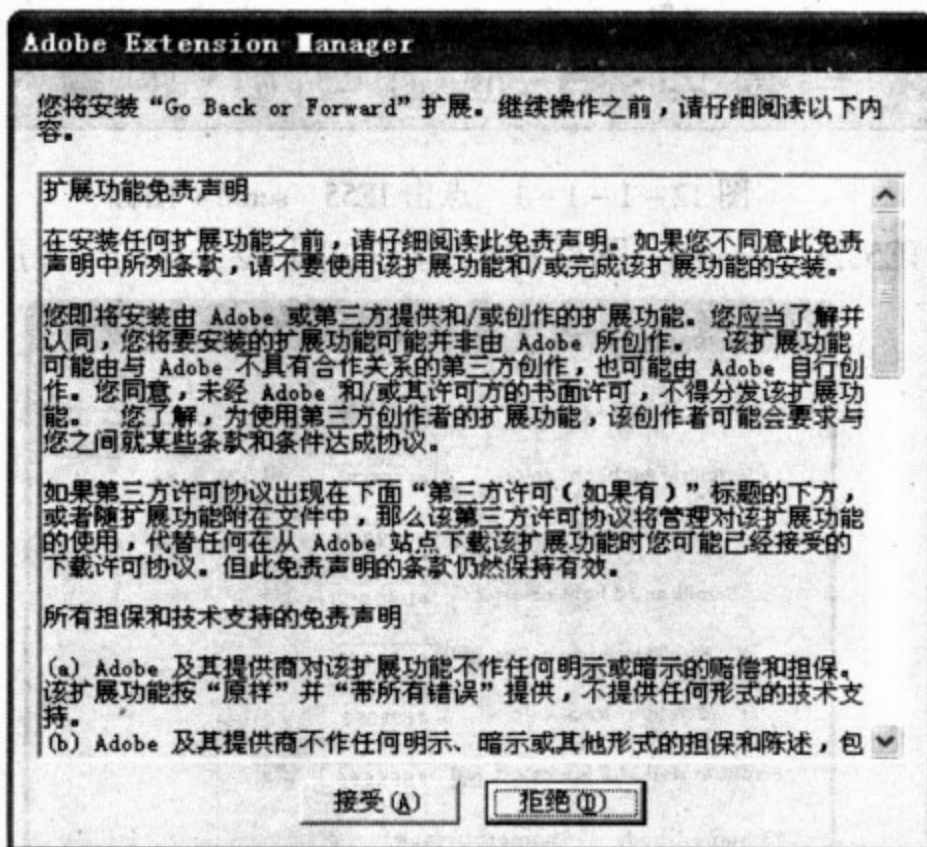 Adobe Extension Manager
您将安装“Go Back or Forward”扩展。继续操作之前，请仔细阅读以下内
容。
扩展功能免责声明
在安装任何扩展功能之前，请仔细阅读此免责声明。如果您不同意此免责
声明中所列条款，请不要使用该扩展功能和/或完成该扩展功能的安装。
您即将安装由 Adobe 或第三方提供和/或创作的扩展功能。您应当了解并
认同，您将要安装的扩展功能可能并非由 Adobe 所创作。 该扩展功能
可能由与 Adobe 不具有合作关系的第三方创作，也可能由 Adobe 自行创
作。您同意，未经 Adobe 和/或其许可方的书面许可，不得分发该扩展功
能。 您了解，为使用第三方创作者的扩展功能，该创作者可能会要求与
您之间就某些条款和条件达成协议。
如果第三方许可协议出现在下面“第三方许可（如果有）”标题的下方，
或者随扩展功能附在文件中，那么该第三方许可协议将管理对该扩展功能
的使用，代替任何在从 Adobe 站点下载该扩展功能时您可能已经接受的
下载许可协议。但此免责声明的条款仍然保持有效。
所有担保和技术支持的免责声明
(a) Adobe 及其提供商对该扩展功能不作任何明示或暗示的赔偿和担保。
该扩展功能按“原样”并“带所有错误”提供，不提供任何形式的技术支
持。
(b) Adobe 及其提供商不作任何明示、暗示或其他形式的担保和陈述，包
接受(A)
拒绝(D)